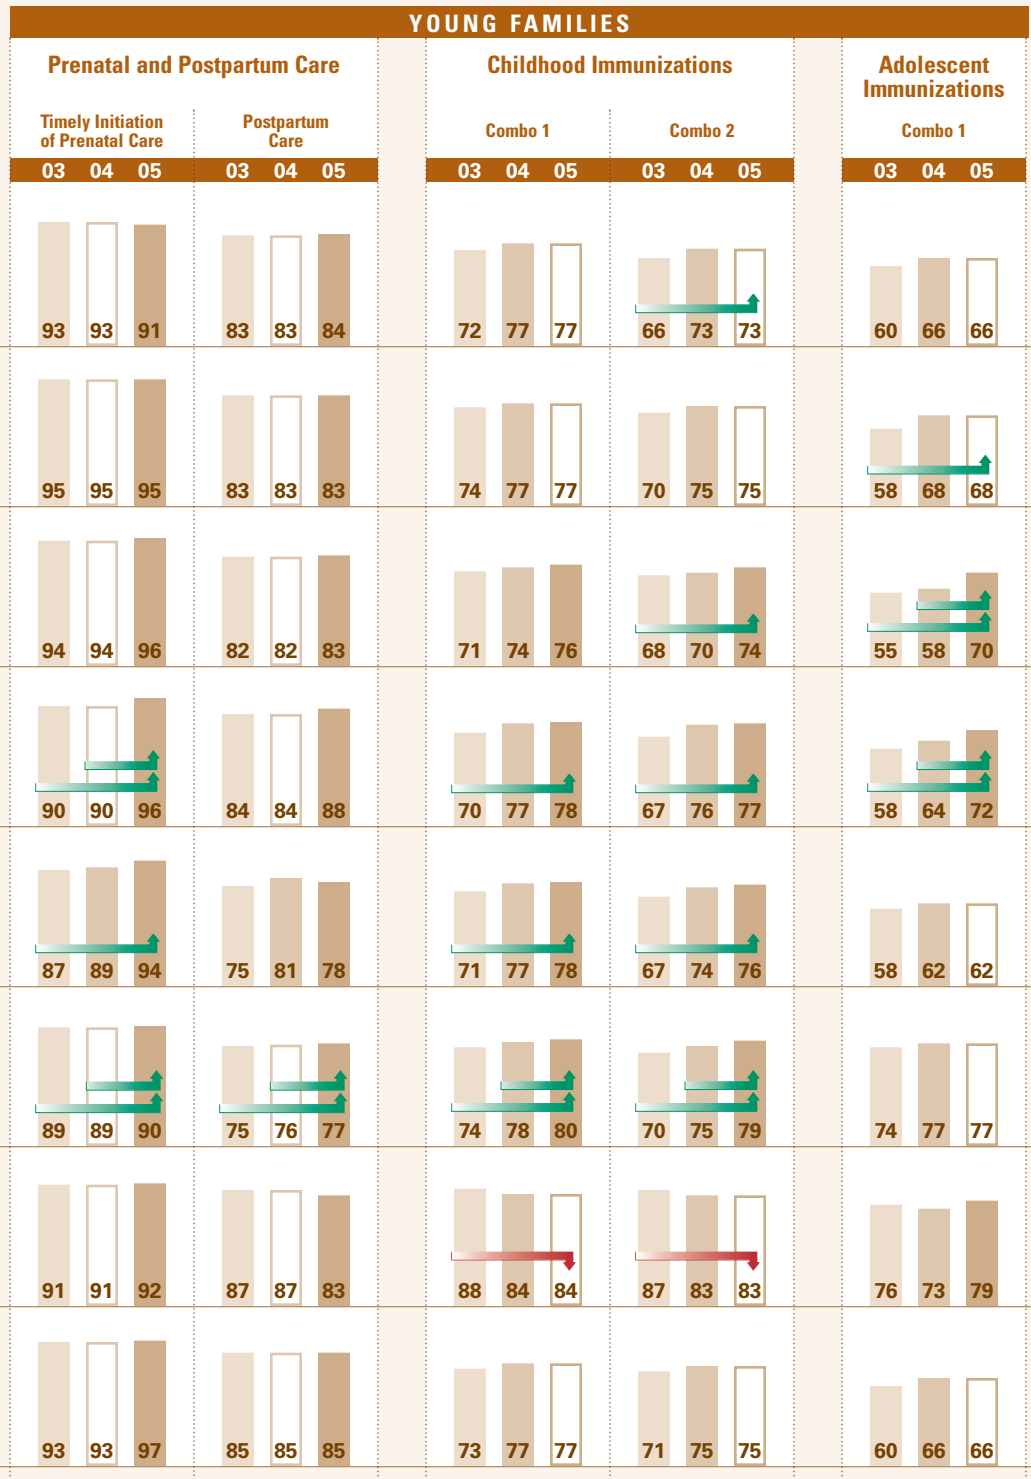 YOUNG FAMILIES
Prenatal and Postpartum Care
Childhood Immunizations
Adolescent
Immunizations
Timely Initiation
of Prenatal Care
Postpartum
Care
Combo 1
Combo 2
Combo 1
03 04 05 03 04 05 03 04 05 03 04 05 03 04 05
93 93 91 83 83 84 72 77 77 66 73 73 60 66 66
95 95 95 83 83 83 74 77 77 70 75 75 58 68 68
94 94 96 82 82 83 71 74 76 68 70 74 55 58 70
90 90 96 84 84 88 70 77 78 67 76 77 58 64 72
87 89 94 75 81 78 71 77 78 67 74 76 58 62 62
89 89 90 75 76 77 74 78 80 70 75 79 74 77 77
91 91 92 87 87 83 88 84 84 87 83 83 76 73 79
93 93 97 85 85 85 73 77 77 71 75 75 60 66 66